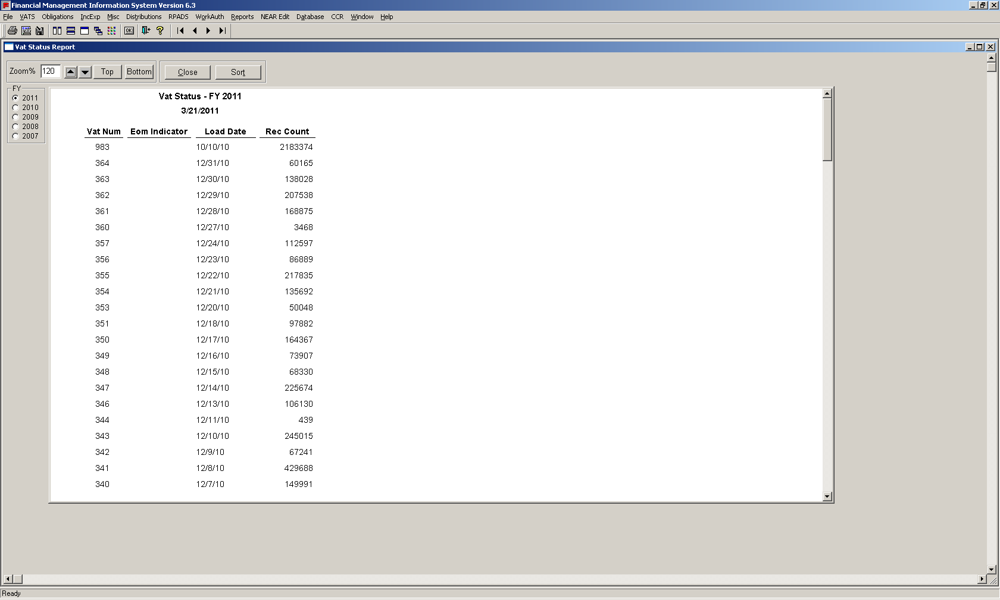 Financial Management Information System Version 6.3
File VATS Obligations IncExp Misc Distributions RPADS WorkAuth Reports NEAR Edit Database CCR Window Help
OK
Vat Status Report
Zoom% 120 Top Bottom Close Sort
FY
2011
2010
2009
2008
2007
Vat Status - FY 2011
3/21/2011
Vat Num Eom Indicator Load Date Rec Count
983 10/10/10 2183374
364 12/31/10 60165
363 12/30/10 138028
362 12/29/10 207538
361 12/28/10 168875
360 12/27/10 3468
357 12/24/10 112597
356 12/23/10 86889
355 12/22/10 217835
354 12/21/10 135692
353 12/20/10 50048
351 12/18/10 97882
350 12/17/10 164367
349 12/16/10 73907
348 12/15/10 68330
347 12/14/10 225674
346 12/13/10 106130
344 12/11/10 439
343 12/10/10 245015
342 12/9/10 67241
341 12/8/10 429688
340 12/7/10 149991
Ready